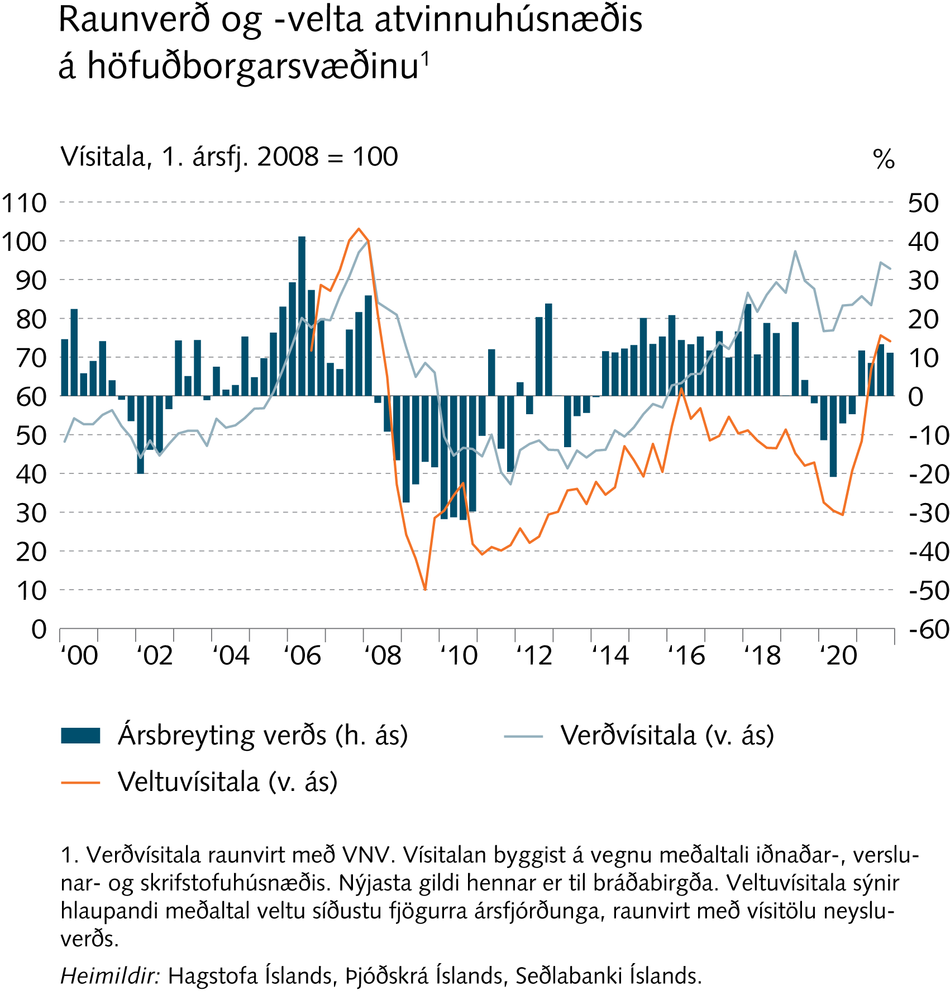 Raunverð og -velta atvinnuhúsnæðis
á höfuðborgarsvæðinu¹
Vísitala, 1. ársfj. 2008 = 100
%
110
100
90
80
70
60
50
40
30
20
10
0
50
40
30
20
10
0
-10
-20
-30
-40
-50
-60
‘00 ‘02 ‘04 ‘06 ‘08 ‘10 ‘12 ‘14 ‘16 ‘18 ‘20
Ársbreyting verðs (h. ás)
Verðvísitala (v. ás)
Veltuvísitala (v. ás)
1. Verðvísitala raunvirt með VNV. Vísitalan byggist á vegnu meðaltali iðnaðar-, verslu-
nar- og skrifstofuhúsnæðis. Nýjasta gildi hennar er til bráðabirgða. Veltuvísitala sýnir
hlaupandi meðaltal veltu síðustu fjögurra ársfjórðunga, raunvirt með vísitölu neyslu-
verðs.
Heimildir: Hagstofa Íslands, Þjóðskrá Íslands, Seðlabanki Íslands.